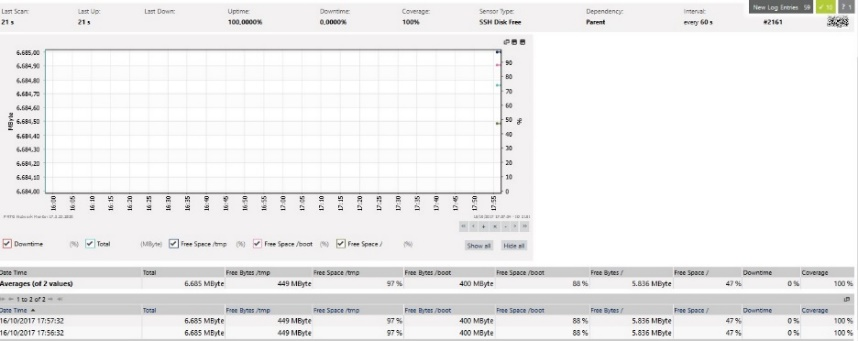 Last Scan: Last Up: Last Down: Uptime: Downtime: Coverage: Sensor Type: Dependency: Interval: New Log Entries 59
21 s 21 s 100,0000% 0,0000% 100% SSH Disk Free Parent every 60 s #2161
6.685,00
6.684,90 90
6.684,80 80
6.684,70 70
60
6.684,50 50
6.684,40 40
30
6.684,20 20
6.684,10 10
6.684,00 0
MByte
%
16:00 16:05 16:10 16:15 16:20 16:25 16:30 16:35 16:40 16:45 16:50 16:55 17:00 17:05 17:10 17:15 17:20 17:25 17:30 17:35 17:40 17:45 17:50 17:55
Downtime (%) Total (MByte) Free Space /tmp (%) Free Space /boot (%) Free Space / (%) Show all Hide all
Date Time Total Free Bytes /tmp Free Space /tmp Free Bytes /boot Free Space /boot Free Bytes / Free Space / Downtime Coverage
Averages (of 2 values) 6.685 MByte 449 MByte 97 % 400 MByte 88 % 5.836 MByte 47 % 0 % 100 %
1 to 2 of 2
Date Time Total Free Bytes /tmp Free Space /tmp Free Bytes /boot Free Space /boot Free Bytes / Free Space / Downtime Coverage
16/10/2017 17:57:32 6.685 MByte 449 MByte 97 % 400 MByte 88 % 5.836 MByte 47 % 0 % 100 %
16/10/2017 17:56:32 6.685 MByte 449 MByte 97 % 400 MByte 88 % 5.836 MByte 47 % 0 % 100 %